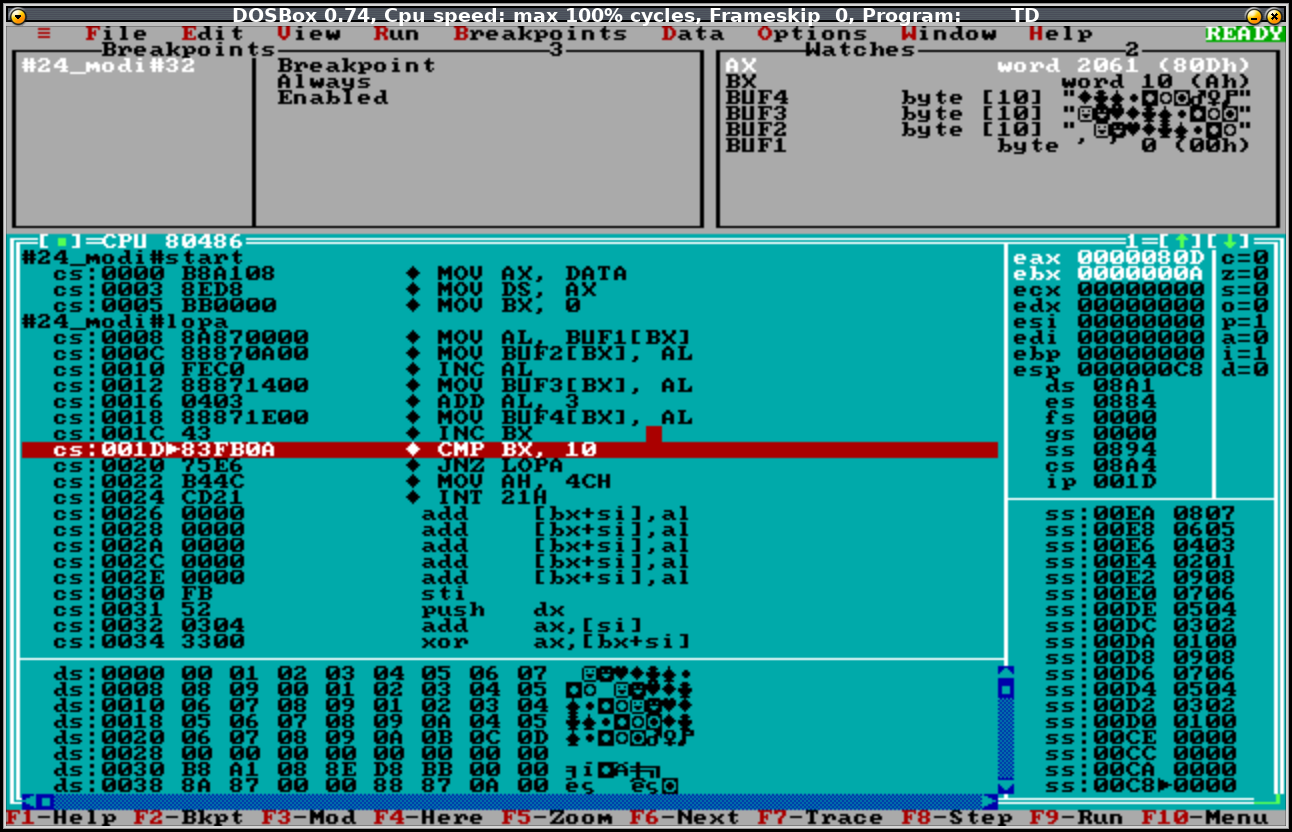 DOSBox 0.74, Cpu speed: max 100% cycles, Frameskip 0, Program: TD
≡ File Edit View Run Breakpoints Data Options Window Help READY
Breakpoints 3
#24_modi#32 Breakpoint
Always
Enabled
Watches 2
AX word 2061 (80Dh)
BX word 10 (Ah)
BUF4 byte [10] "♦♣♠•◘○◙♂♀♪"
BUF3 byte [10] "☺☻♥♦♣♠•◘○◙"
BUF2 byte [10] " ☺☻♥♦♣♠•◘○"
BUF1 byte ' ' 0 (00h)
[▪]=CPU 80486 1=[↑][↓]
#24_modi#start
cs:0000 B8A108 ♦ MOV AX, DATA
cs:0003 8ED8 ♦ MOV DS, AX
cs:0005 BB0000 ♦ MOV BX, 0
#24_modi#lopa
cs:0008 8A870000 ♦ MOV AL, BUF1[BX]
cs:000C 88870A00 ♦ MOV BUF2[BX], AL
cs:0010 FEC0 ♦ INC AL
cs:0012 88871400 ♦ MOV BUF3[BX], AL
cs:0016 0403 ♦ ADD AL, 3
cs:0018 88871E00 ♦ MOV BUF4[BX], AL
cs:001C 43 ♦ INC BX
cs:001D►83FB0A ♦ CMP BX, 10
cs:0020 75E6 ♦ JNZ LOPA
cs:0022 B44C ♦ MOV AH, 4CH
cs:0024 CD21 ♦ INT 21H
cs:0026 0000 add [bx+si],al
cs:0028 0000 add [bx+si],al
cs:002A 0000 add [bx+si],al
cs:002C 0000 add [bx+si],al
cs:002E 0000 add [bx+si],al
cs:0030 FB sti
cs:0031 52 push dx
cs:0032 0304 add ax,[si]
cs:0034 3300 xor ax,[bx+si]
eax 0000080D c=0
ebx 0000000A z=0
ecx 00000000 s=0
edx 00000000 o=0
esi 00000000 p=1
edi 00000000 a=0
ebp 00000000 i=1
esp 000000C8 d=0
ds 08A1
es 0884
fs 0000
gs 0000
ss 0894
cs 08A4
ip 001D
ds:0000 00 01 02 03 04 05 06 07 ☺☻♥♦♣♠•
ds:0008 08 09 00 01 02 03 04 05 ◘○ ☺☻♥♦♣
ds:0010 06 07 08 09 01 02 03 04 ♠•◘○☺☻♥♦
ds:0018 05 06 07 08 09 0A 04 05 ♣♠•◘○◙♦♣
ds:0020 06 07 08 09 0A 0B 0C 0D ♠•◘○◙♂♀♪
ds:0028 00 00 00 00 00 00 00 00
ds:0030 B8 A1 08 8E D8 BB 00 00 ╕í◘Ä╪╗
ds:0038 8A 87 00 00 88 87 0A 00 èç êç◙
ss:00EA 0807
ss:00E8 0605
ss:00E6 0403
ss:00E4 0201
ss:00E2 0908
ss:00E0 0706
ss:00DE 0504
ss:00DC 0302
ss:00DA 0100
ss:00D8 0908
ss:00D6 0706
ss:00D4 0504
ss:00D2 0302
ss:00D0 0100
ss:00CE 0000
ss:00CC 0000
ss:00CA 0000
ss:00C8►0000
F1-Help F2-Bkpt F3-Mod F4-Here F5-Zoom F6-Next F7-Trace F8-Step F9-Run F10-Menu